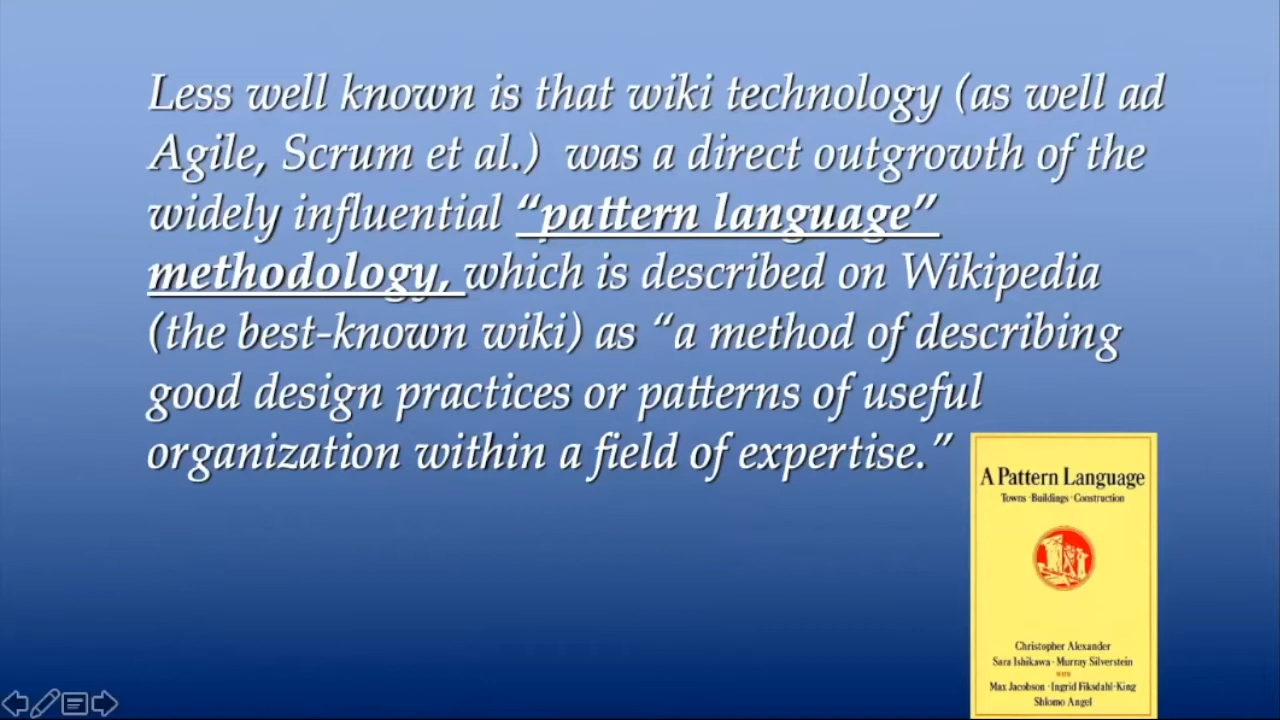 Less well known is that wiki technology (as well ad
Agile, Scrum et al.)  was a direct outgrowth of the
widely influential “pattern language”
methodology, which is described on Wikipedia
(the best-known wiki) as “a method of describing
good design practices or patterns of useful
organization within a field of expertise.”
A Pattern Language
Towns · Buildings · Construction
Christopher Alexander
Sara Ishikawa · Murray Silverstein
WITH
Max Jacobson · Ingrid Fiksdahl-King
Shlomo Angel